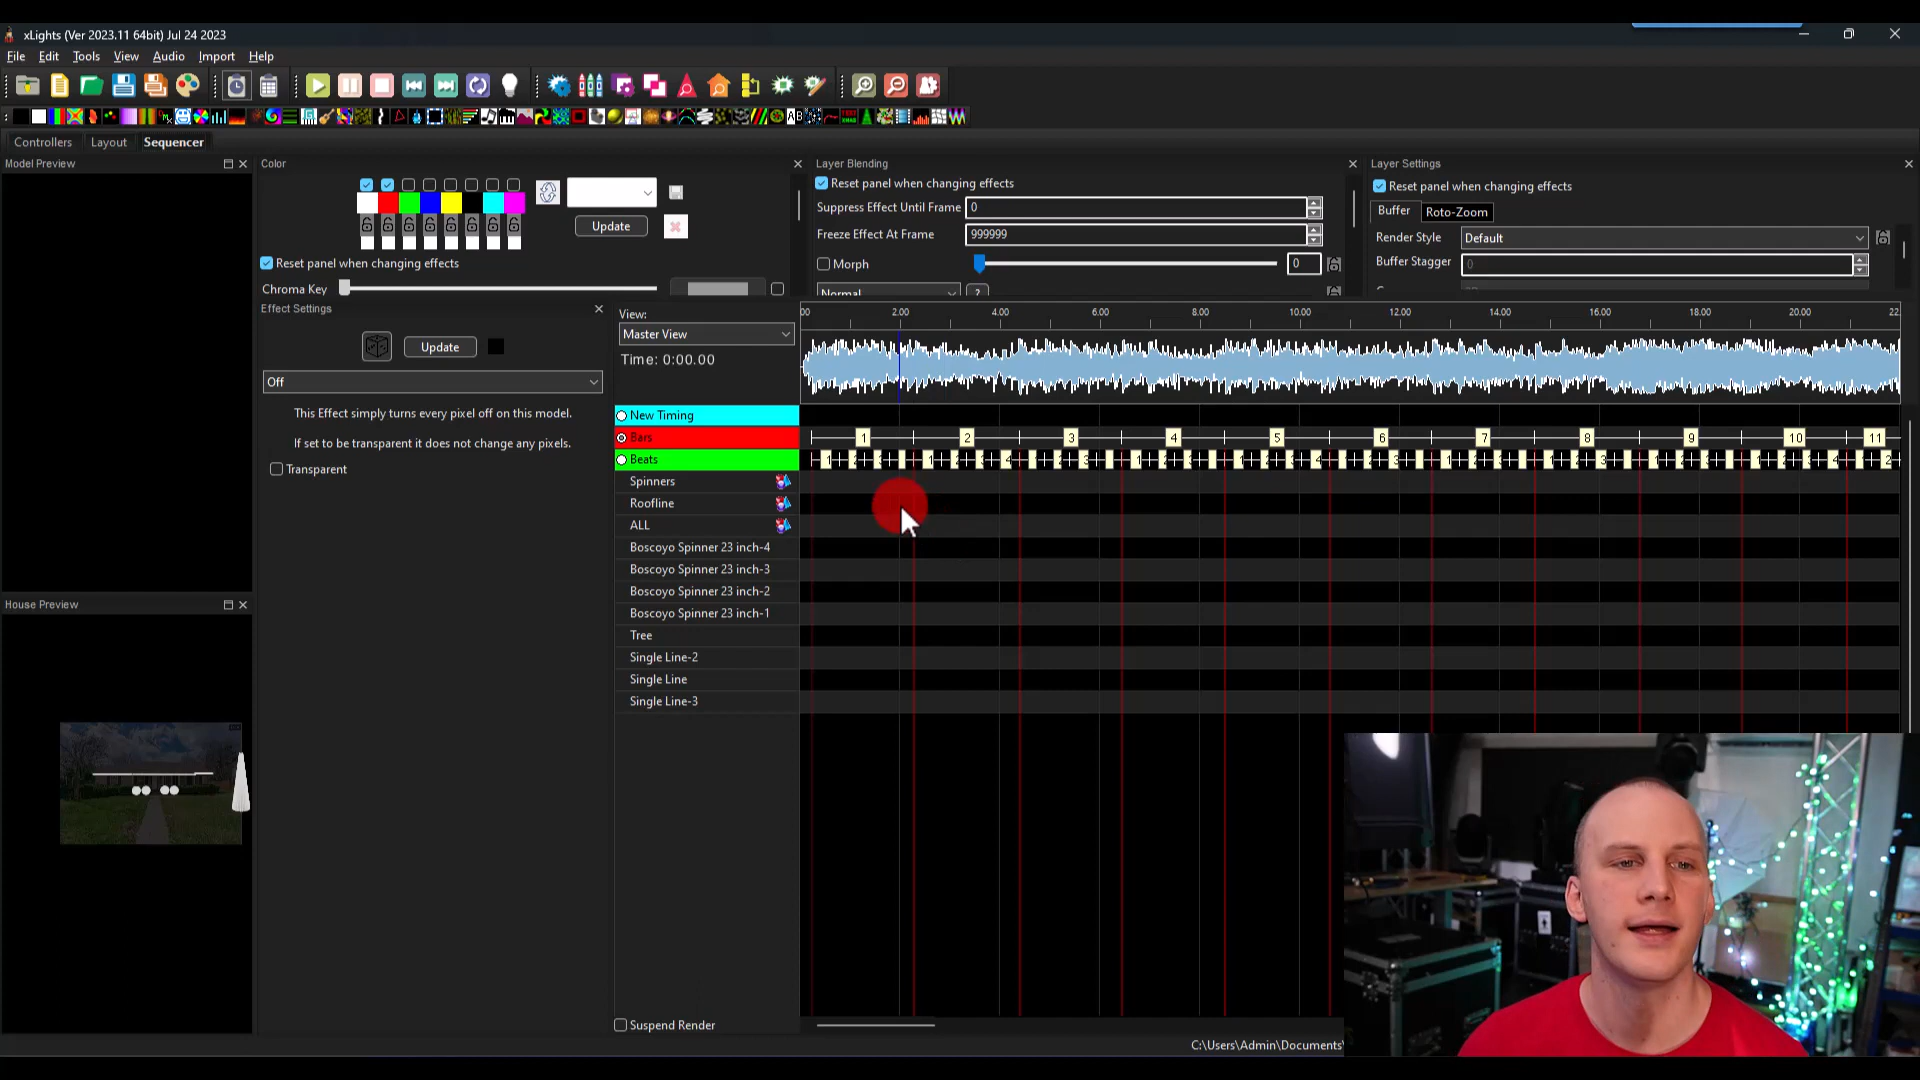 xLights (Ver 2023.11 64bit) Jul 24 2023
File Edit Tools View Audio Import Help
Controllers Layout Sequencer
Model Preview
Color
Layer Blending
Layer Settings
Reset panel when changing effects
Reset panel when changing effects
Suppress Effect Until Frame 0
Buffer Roto-Zoom
Update
Freeze Effect At Frame 999999
Render Style Default
Reset panel when changing effects
Morph 0
Buffer Stagger 0
Chroma Key
Normal ?
Effect Settings
View:
Master View
Time: 0:00.00
00 2.00 4.00 6.00 8.00 10.00 12.00 14.00 16.00 18.00 20.00 22
Update
Off
This Effect simply turns every pixel off on this model.
If set to be transparent it does not change any pixels.
Transparent
New Timing
Bars 1 2 3 4 5 6 7 8 9 10 11
Beats
Spinners
Roofline
ALL
Boscoyo Spinner 23 inch-4
Boscoyo Spinner 23 inch-3
Boscoyo Spinner 23 inch-2
Boscoyo Spinner 23 inch-1
Tree
Single Line-2
Single Line
Single Line-3
House Preview
Suspend Render
C:\Users\Admin\Documents\